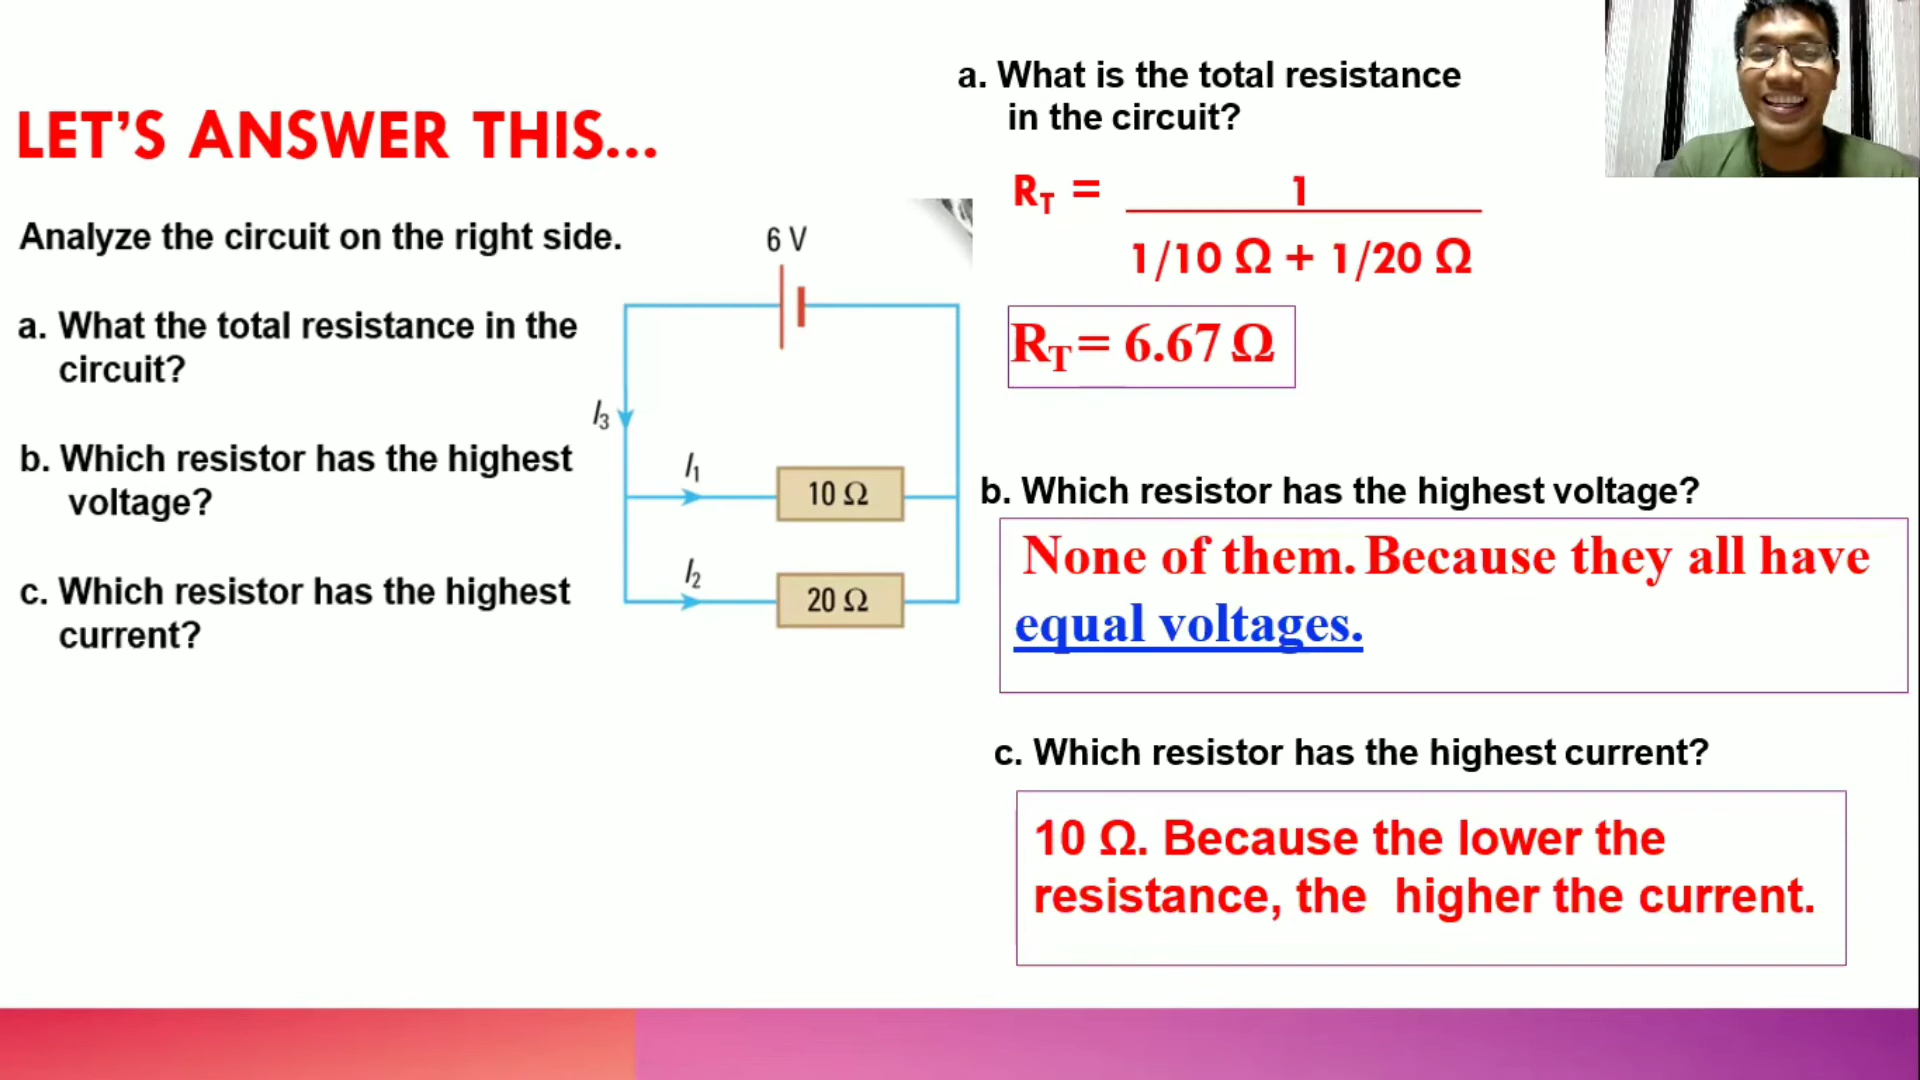 LET'S ANSWER THIS...
Analyze the circuit on the right side.
a. What the total resistance in the
circuit?
b. Which resistor has the highest
voltage?
c. Which resistor has the highest
current?
6 V
I3
I1
10 Ω
I2
20 Ω
a. What is the total resistance
in the circuit?
RT = 1
1/10 Ω + 1/20 Ω
RT = 6.67 Ω
b. Which resistor has the highest voltage?
None of them. Because they all have
equal voltages.
c. Which resistor has the highest current?
10 Ω. Because the lower the
resistance, the higher the current.